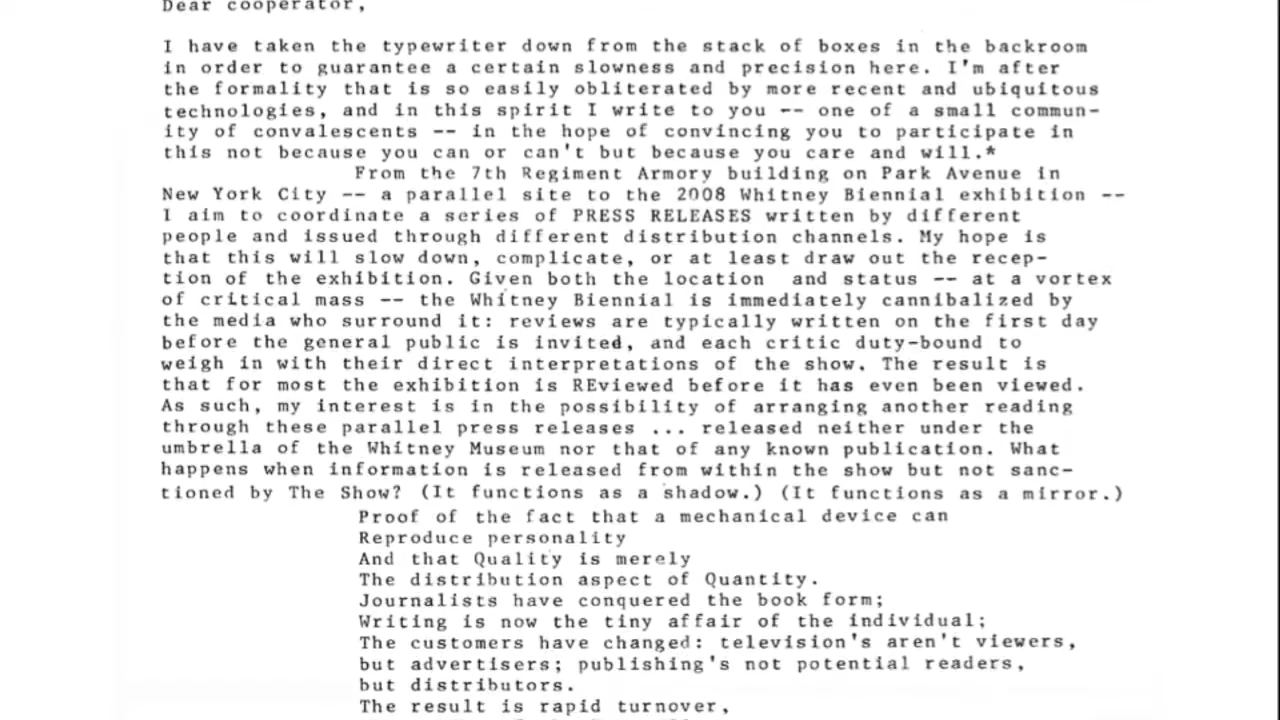 Dear cooperator,
I have taken the typewriter down from the stack of boxes in the backroom
in order to guarantee a certain slowness and precision here. I'm after
the formality that is so easily obliterated by more recent and ubiquitous
technologies, and in this spirit I write to you -- one of a small commun-
ity of convalescents -- in the hope of convincing you to participate in
this not because you can or can't but because you care and will.*
From the 7th Regiment Armory building on Park Avenue in
New York City -- a parallel site to the 2008 Whitney Biennial exhibition --
I aim to coordinate a series of PRESS RELEASES written by different
people and issued through different distribution channels. My hope is
that this will slow down, complicate, or at least draw out the recep-
tion of the exhibition. Given both the location  and status -- at a vortex
of critical mass -- the Whitney Biennial is immediately cannibalized by
the media who surround it: reviews are typically written on the first day
before the general public is invited, and each critic duty-bound to
weigh in with their direct interpretations of the show. The result is
that for most the exhibition is REviewed before it has even been viewed.
As such, my interest is in the possibility of arranging another reading
through these parallel press releases ... released neither under the
umbrella of the Whitney Museum nor that of any known publication. What
happens when information is released from within the show but not sanc-
tioned by The Show? (It functions as a shadow.) (It functions as a mirror.)
Proof of the fact that a mechanical device can
Reproduce personality
And that Quality is merely
The distribution aspect of Quantity.
Journalists have conquered the book form;
Writing is now the tiny affair of the individual;
The customers have changed: television's aren't viewers,
but advertisers; publishing's not potential readers,
but distributors.
The result is rapid turnover,